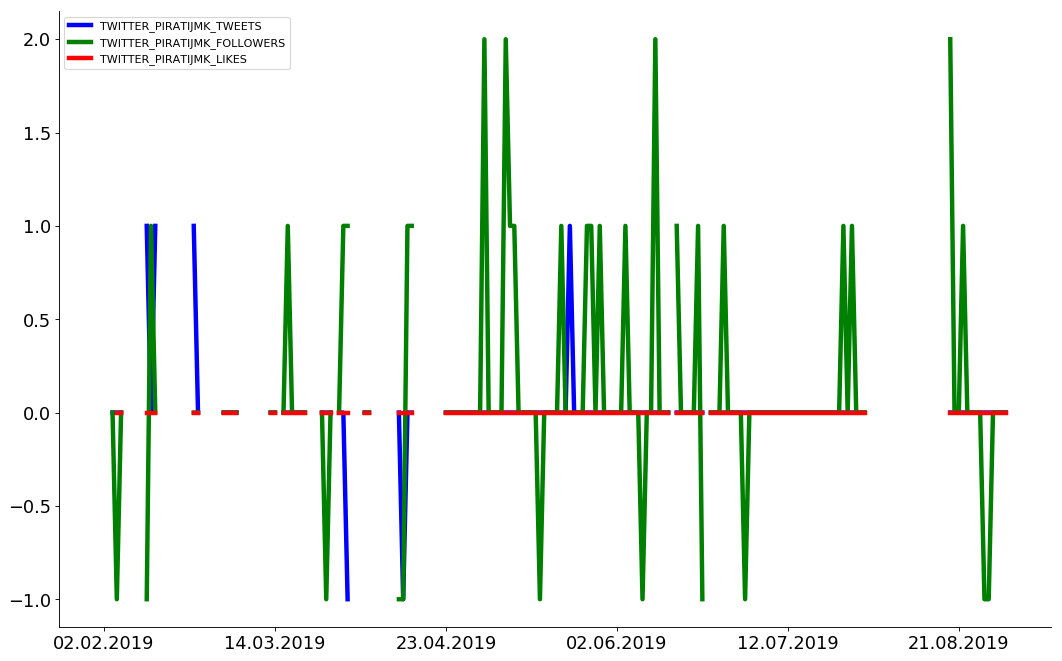 TWITTER_PIRATIJMK_TWEETS
TWITTER_PIRATIJMK_FOLLOWERS
TWITTER_PIRATIJMK_LIKES
2.0
1.5
1.0
0.5
0.0
−0.5
−1.0
02.02.2019 14.03.2019 23.04.2019 02.06.2019 12.07.2019 21.08.2019